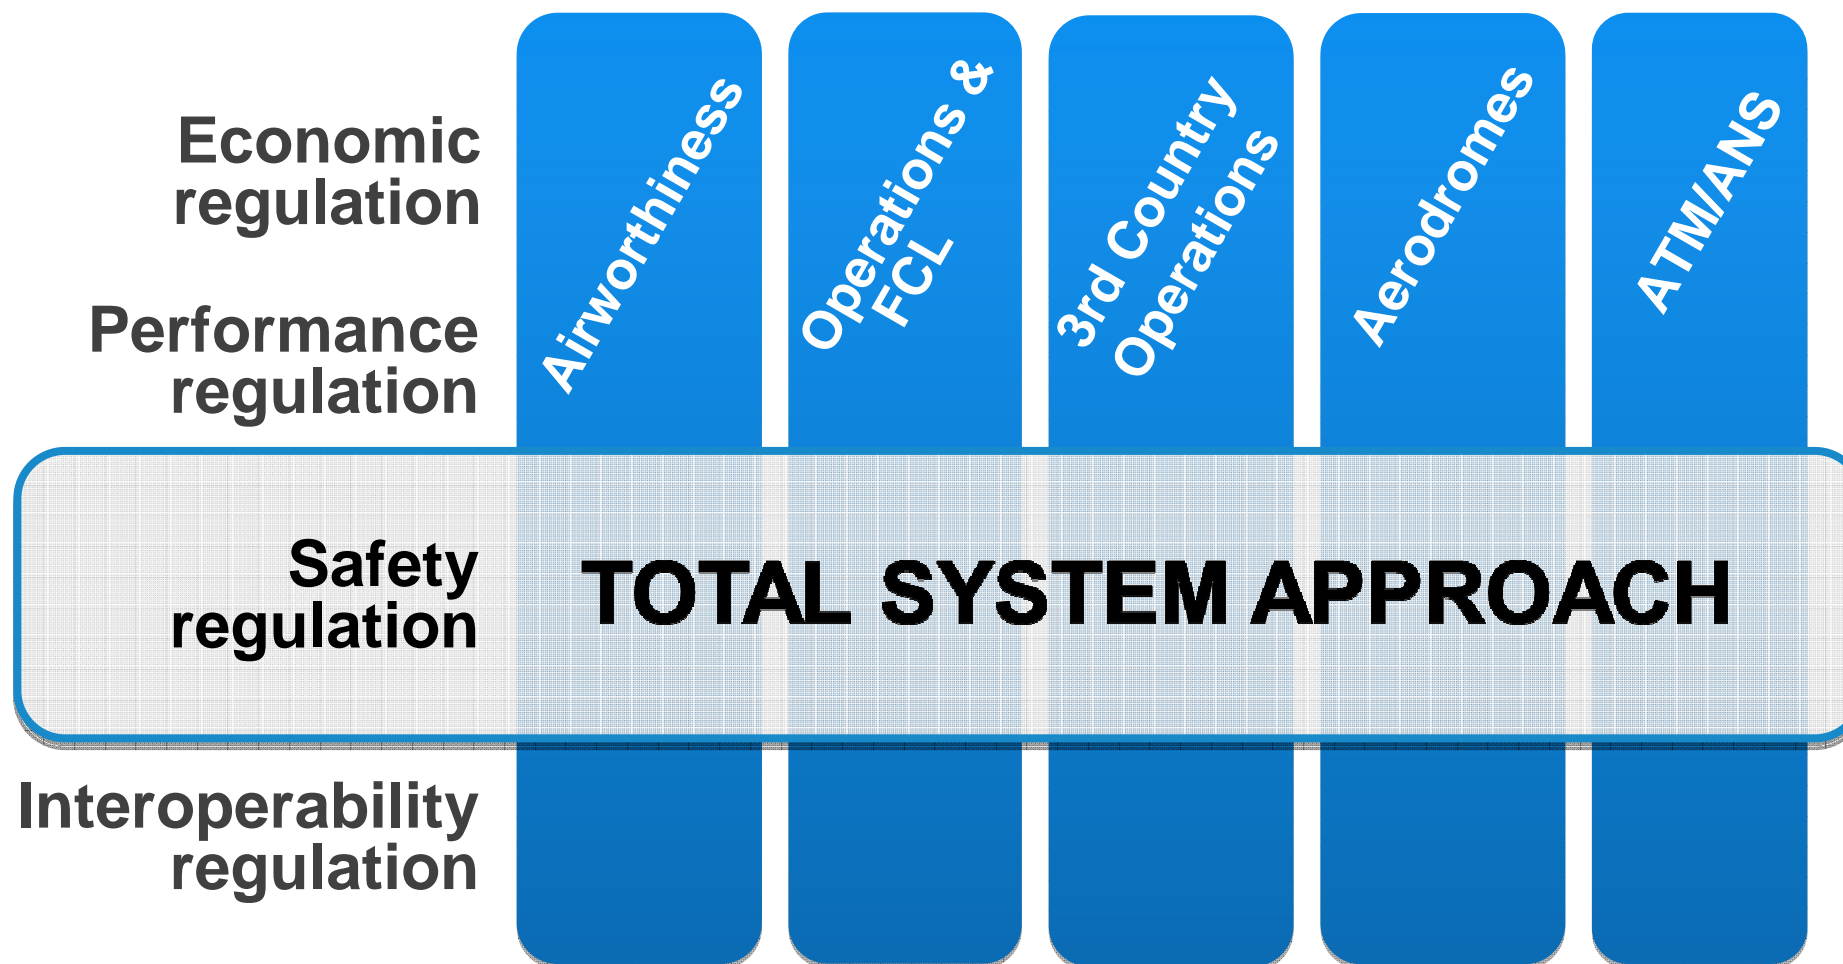 Economic
regulation
Performance
regulation
Safety
regulation
Interoperability
regulation
Airworthiness
Operations &
FCL
3rd Country
Operations
Aerodromes
ATM/ANS
TOTAL SYSTEM APPROACH